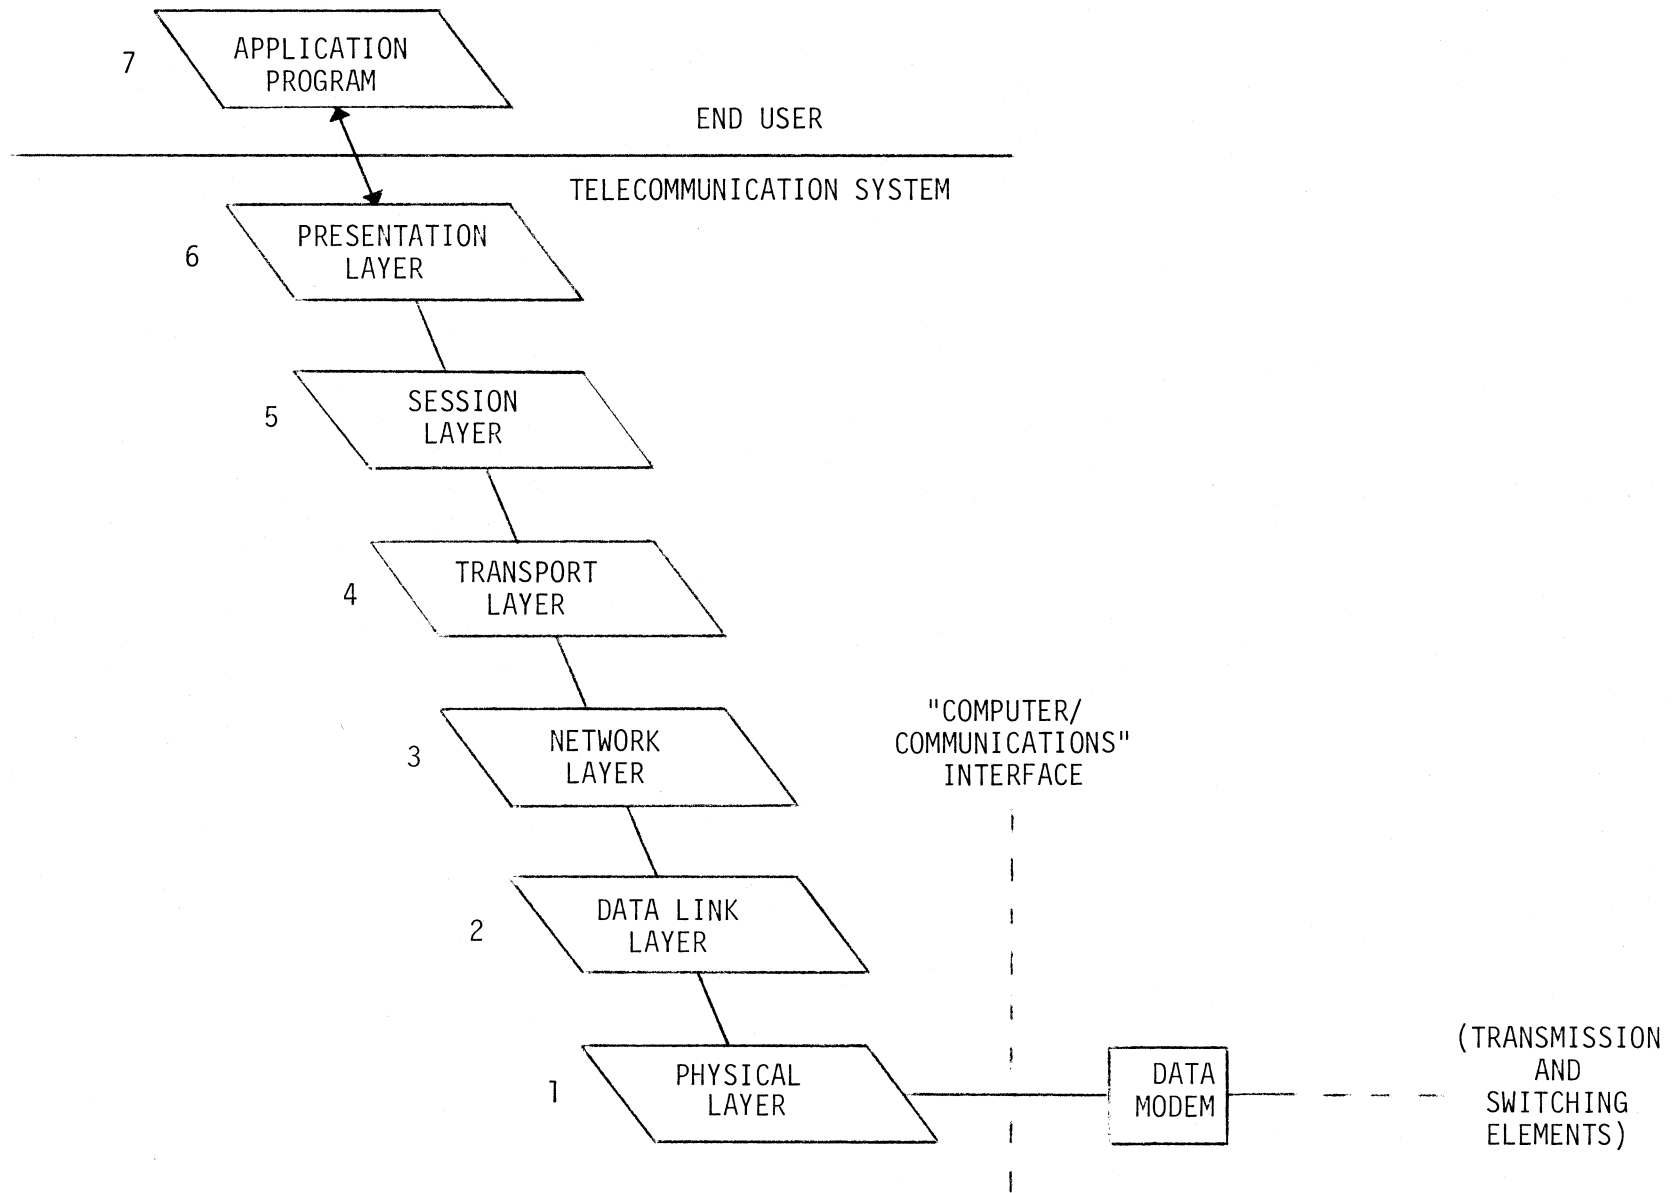 7
APPLICATION
PROGRAM
END USER
TELECOMMUNICATION SYSTEM
6
PRESENTATION
LAYER
5
SESSION
LAYER
4
TRANSPORT
LAYER
3
NETWORK
LAYER
"COMPUTER/
COMMUNICATIONS"
INTERFACE
2
DATA LINK
LAYER
1
PHYSICAL
LAYER
DATA
MODEM
(TRANSMISSION
AND
SWITCHING
ELEMENTS)